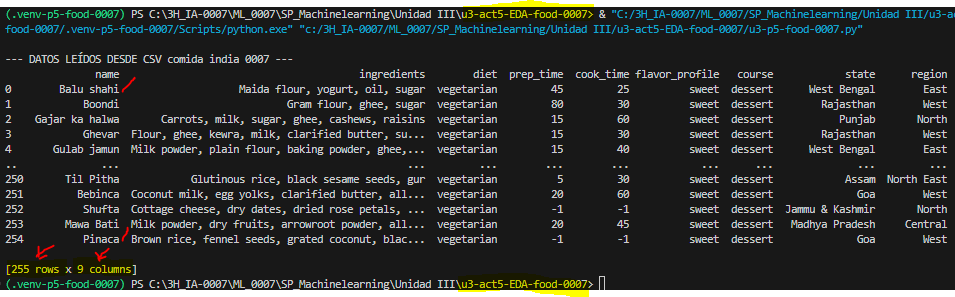 (.venv-p5-food-0007) PS C:\3H_IA-0007\ML_0007\SP_Machinelearning\Unidad III\u3-act5-EDA-food-0007> & "C:/3H_IA-0007/ML_0007/SP_Machinelearning/Unidad III/u3-a
food-0007/.venv-p5-food-0007/Scripts/python.exe" "c:/3H_IA-0007/ML_0007/SP_Machinelearning/Unidad III/u3-act5-EDA-food-0007/u3-p5-food-0007.py"
--- DATOS LEÍDOS DESDE CSV comida india 0007 ---
name ingredients diet prep_time cook_time flavor_profile course state region
0 Balu shahi Maida flour, yogurt, oil, sugar vegetarian 45 25 sweet dessert West Bengal East
1 Boondi Gram flour, ghee, sugar vegetarian 80 30 sweet dessert Rajasthan West
2 Gajar ka halwa Carrots, milk, sugar, ghee, cashews, raisins vegetarian 15 60 sweet dessert Punjab North
3 Ghevar Flour, ghee, kewra, milk, clarified butter, su... vegetarian 15 30 sweet dessert Rajasthan West
4 Gulab jamun Milk powder, plain flour, baking powder, ghee,... vegetarian 15 40 sweet dessert West Bengal East
.. ... ... ... ... ... ... ... ... ...
250 Til Pitha Glutinous rice, black sesame seeds, gur vegetarian 5 30 sweet dessert Assam North East
251 Bebinca Coconut milk, egg yolks, clarified butter, all... vegetarian 20 60 sweet dessert Goa West
252 Shufta Cottage cheese, dry dates, dried rose petals, ... vegetarian -1 -1 sweet dessert Jammu & Kashmir North
253 Mawa Bati Milk powder, dry fruits, arrowroot powder, all... vegetarian 20 45 sweet dessert Madhya Pradesh Central
254 Pinaca Brown rice, fennel seeds, grated coconut, blac... vegetarian -1 -1 sweet dessert Goa West
[255 rows x 9 columns]
(.venv-p5-food-0007) PS C:\3H_IA-0007\ML_0007\SP_Machinelearning\Unidad III\u3-act5-EDA-food-0007>